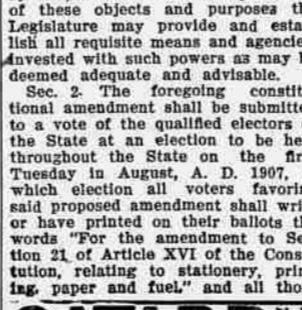 of these objects and purposes th
Legislature may provide and estab
lish all requisite means and agencie
invested with such powers as may b
deemed adequate and advisable.
Sec. 2- The foregoing constit
tional amendment shall be submitte
to a vote of the qualified electors
the State at an election to be he
throughout the State on the fir
Tuesday in August, A. D. 1907,
which election all voters favorin
said proposed amendment shall wri
or have printed on their ballots th
words "For the amendment to Se
tion 21 of Article XVI of the Cons
tution, relating to stationery, prin
ing, paper and fuel," and all tho